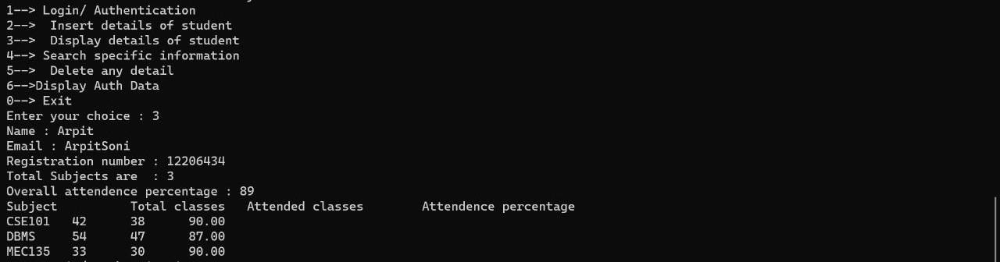 1--> Login/ Authentication
2-->  Insert details of student
3-->  Display details of student
4--> Search specific information
5-->  Delete any detail
6-->Display Auth Data
0--> Exit
Enter your choice : 3
Name : Arpit
Email : ArpitSoni
Registration number : 12206434
Total Subjects are  : 3
Overall attendence percentage : 89
Subject          Total classes   Attended classes        Attendence percentage
CSE101   42      38      90.00
DBMS     54      47      87.00
MEC135   33      30      90.00